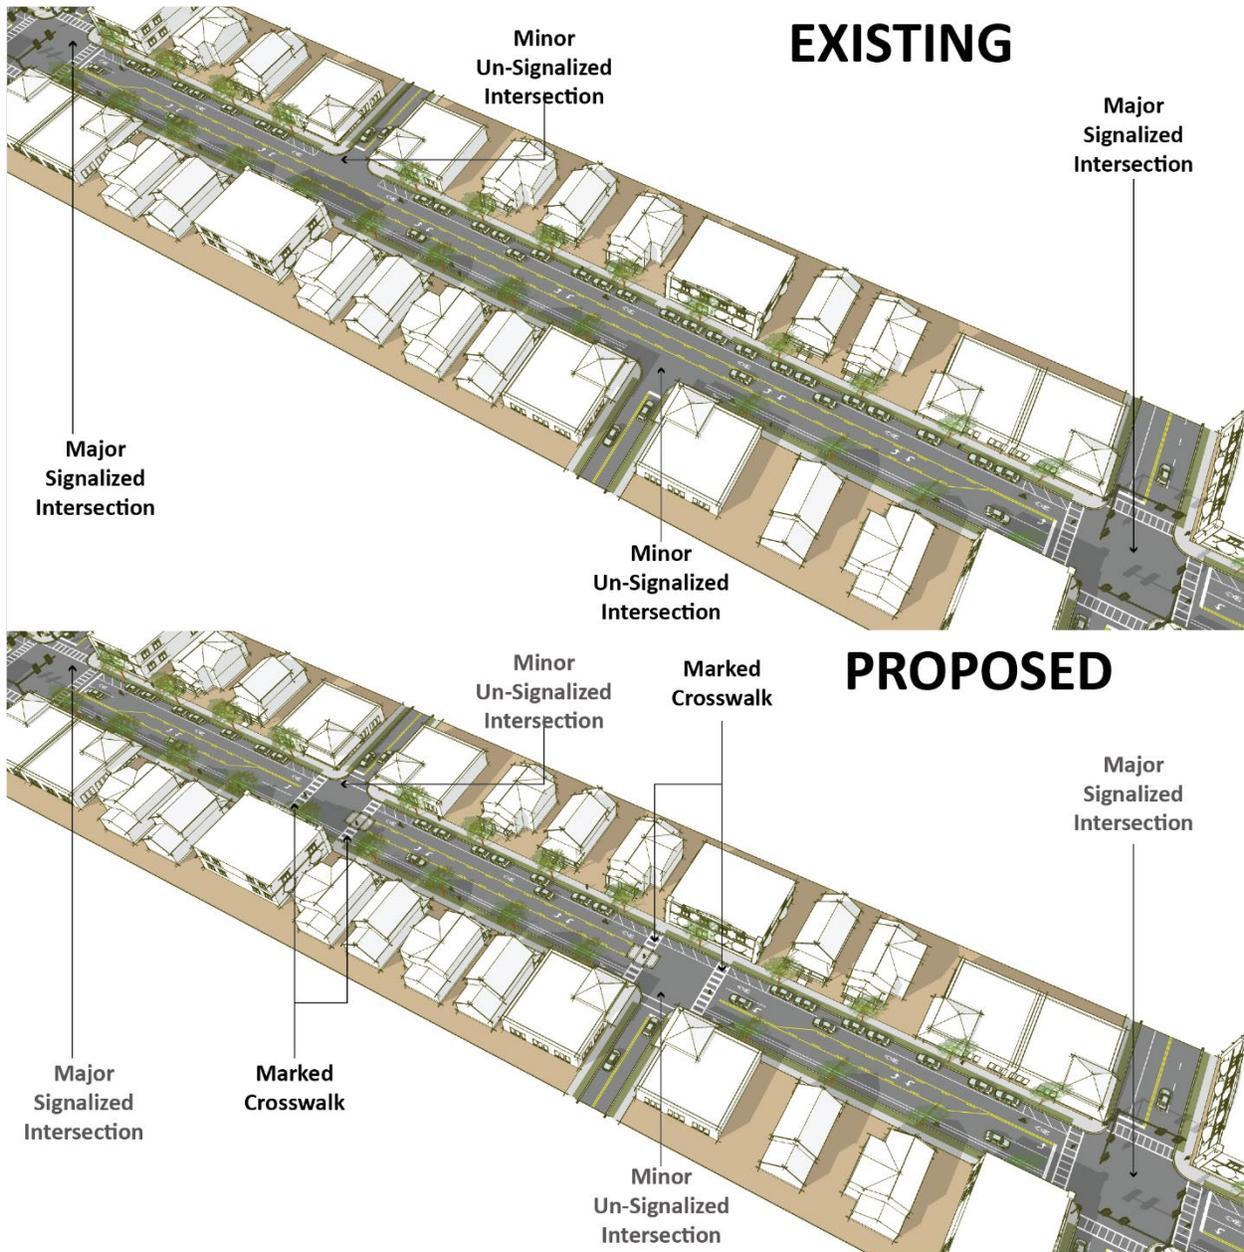 EXISTING
Minor
Un-Signalized
Intersection
Major
Signalized
Intersection
Major
Signalized
Intersection
Minor
Un-Signalized
Intersection
PROPOSED
Minor
Un-Signalized
Intersection
Marked
Crosswalk
Major
Signalized
Intersection
Major
Signalized
Intersection
Marked
Crosswalk
Minor
Un-Signalized
Intersection